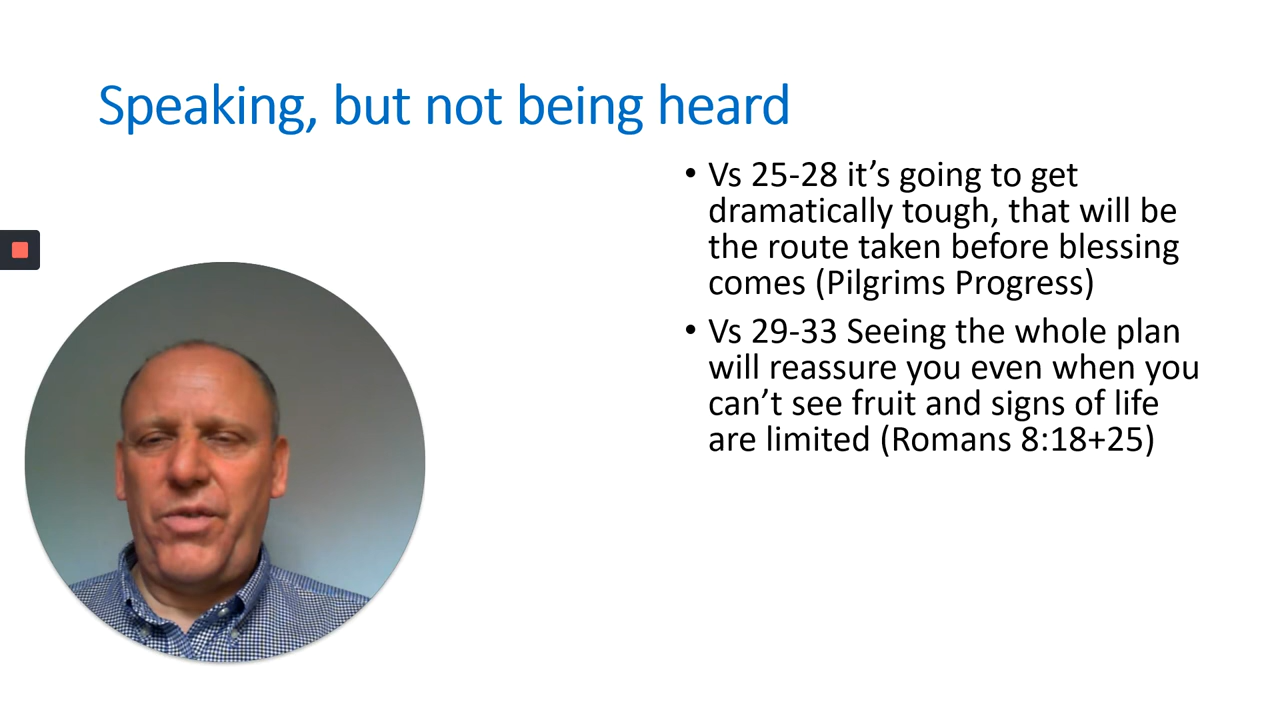 Speaking, but not being heard
• Vs 25-28 it’s going to get
dramatically tough, that will be
the route taken before blessing
comes (Pilgrims Progress)
• Vs 29-33 Seeing the whole plan
will reassure you even when you
can’t see fruit and signs of life
are limited (Romans 8:18+25)